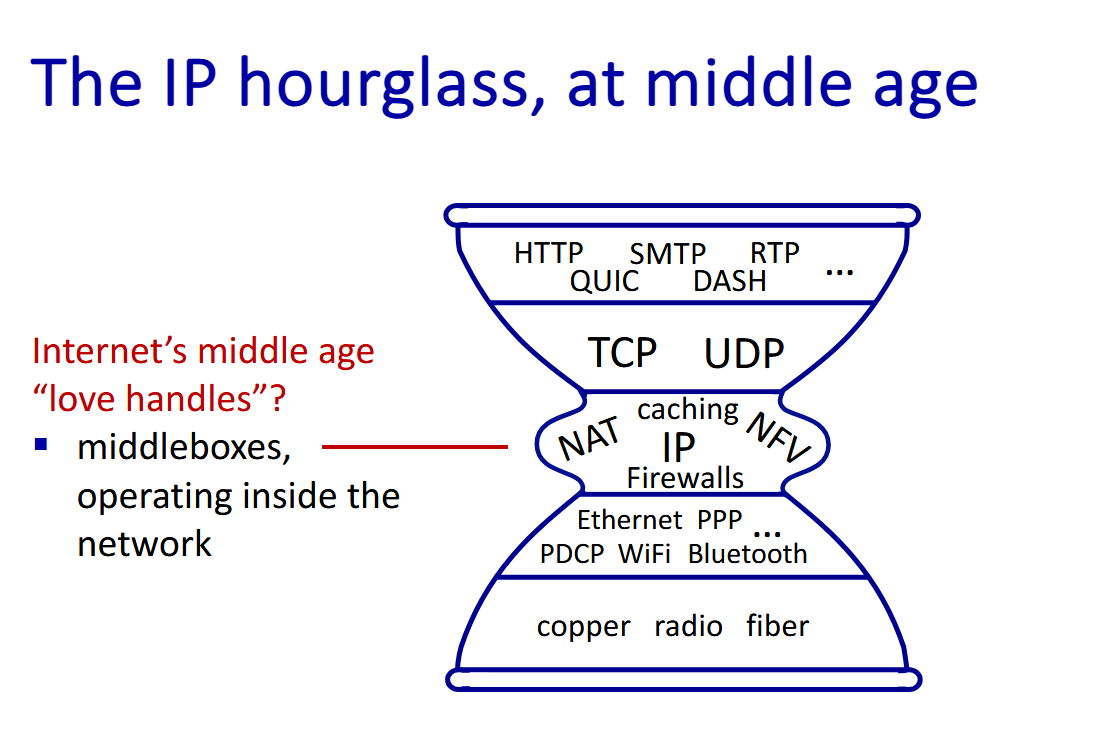 The IP hourglass, at middle age
Internet’s middle age
“love handles”?
▪ middleboxes,
operating inside the
network
HTTP SMTP RTP
QUIC DASH ...
TCP UDP
caching
NAT IP NFV
Firewalls
Ethernet PPP ...
PDCP WiFi Bluetooth
copper radio fiber